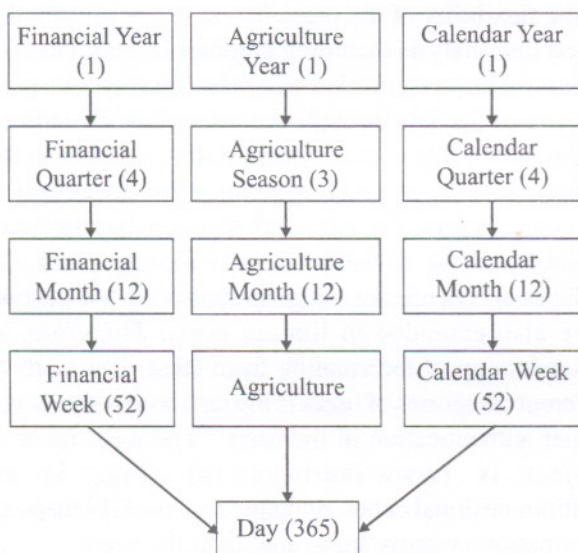 Financial Year
(1)
Agriculture
Year (1)
Calendar Year
(1)
Financial
Quarter (4)
Agriculture
Season (3)
Calendar
Quarter (4)
Financial
Month (12)
Agriculture
Month (12)
Calendar
Month (12)
Financial
Week (52)
Agriculture
Calendar Week
(52)
Day (365)